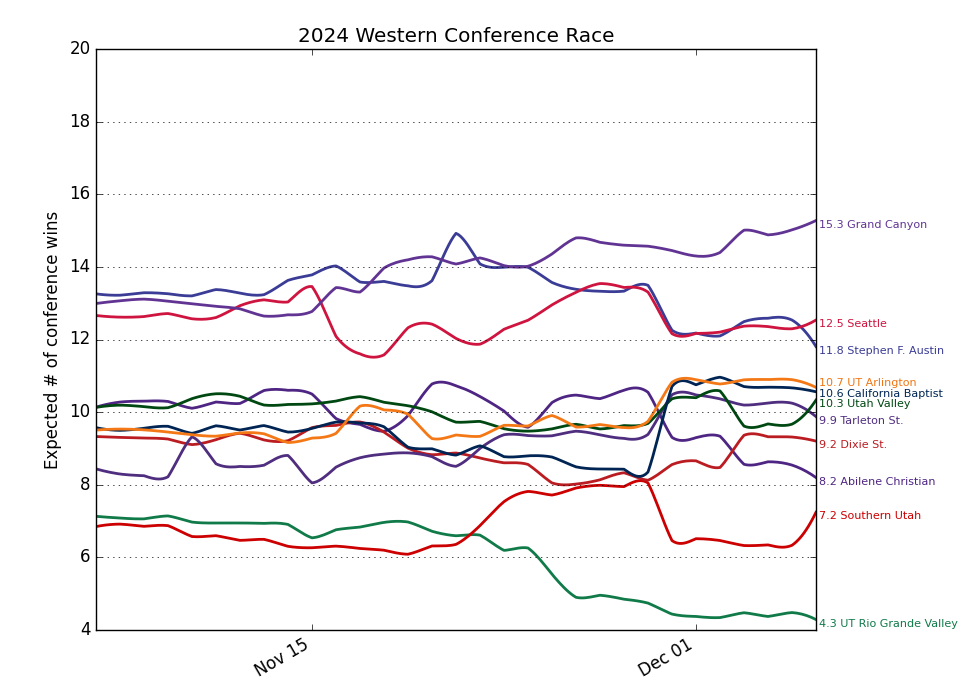 2024 Western Conference Race
Expected # of conference wins
20
18
16
14
12
10
8
6
4
Nov 15
Dec 01
15.3 Grand Canyon
12.5 Seattle
11.8 Stephen F. Austin
10.7 UT Arlington
10.6 California Baptist
10.3 Utah Valley
9.9 Tarleton St.
9.2 Dixie St.
8.2 Abilene Christian
7.2 Southern Utah
4.3 UT Rio Grande Valley